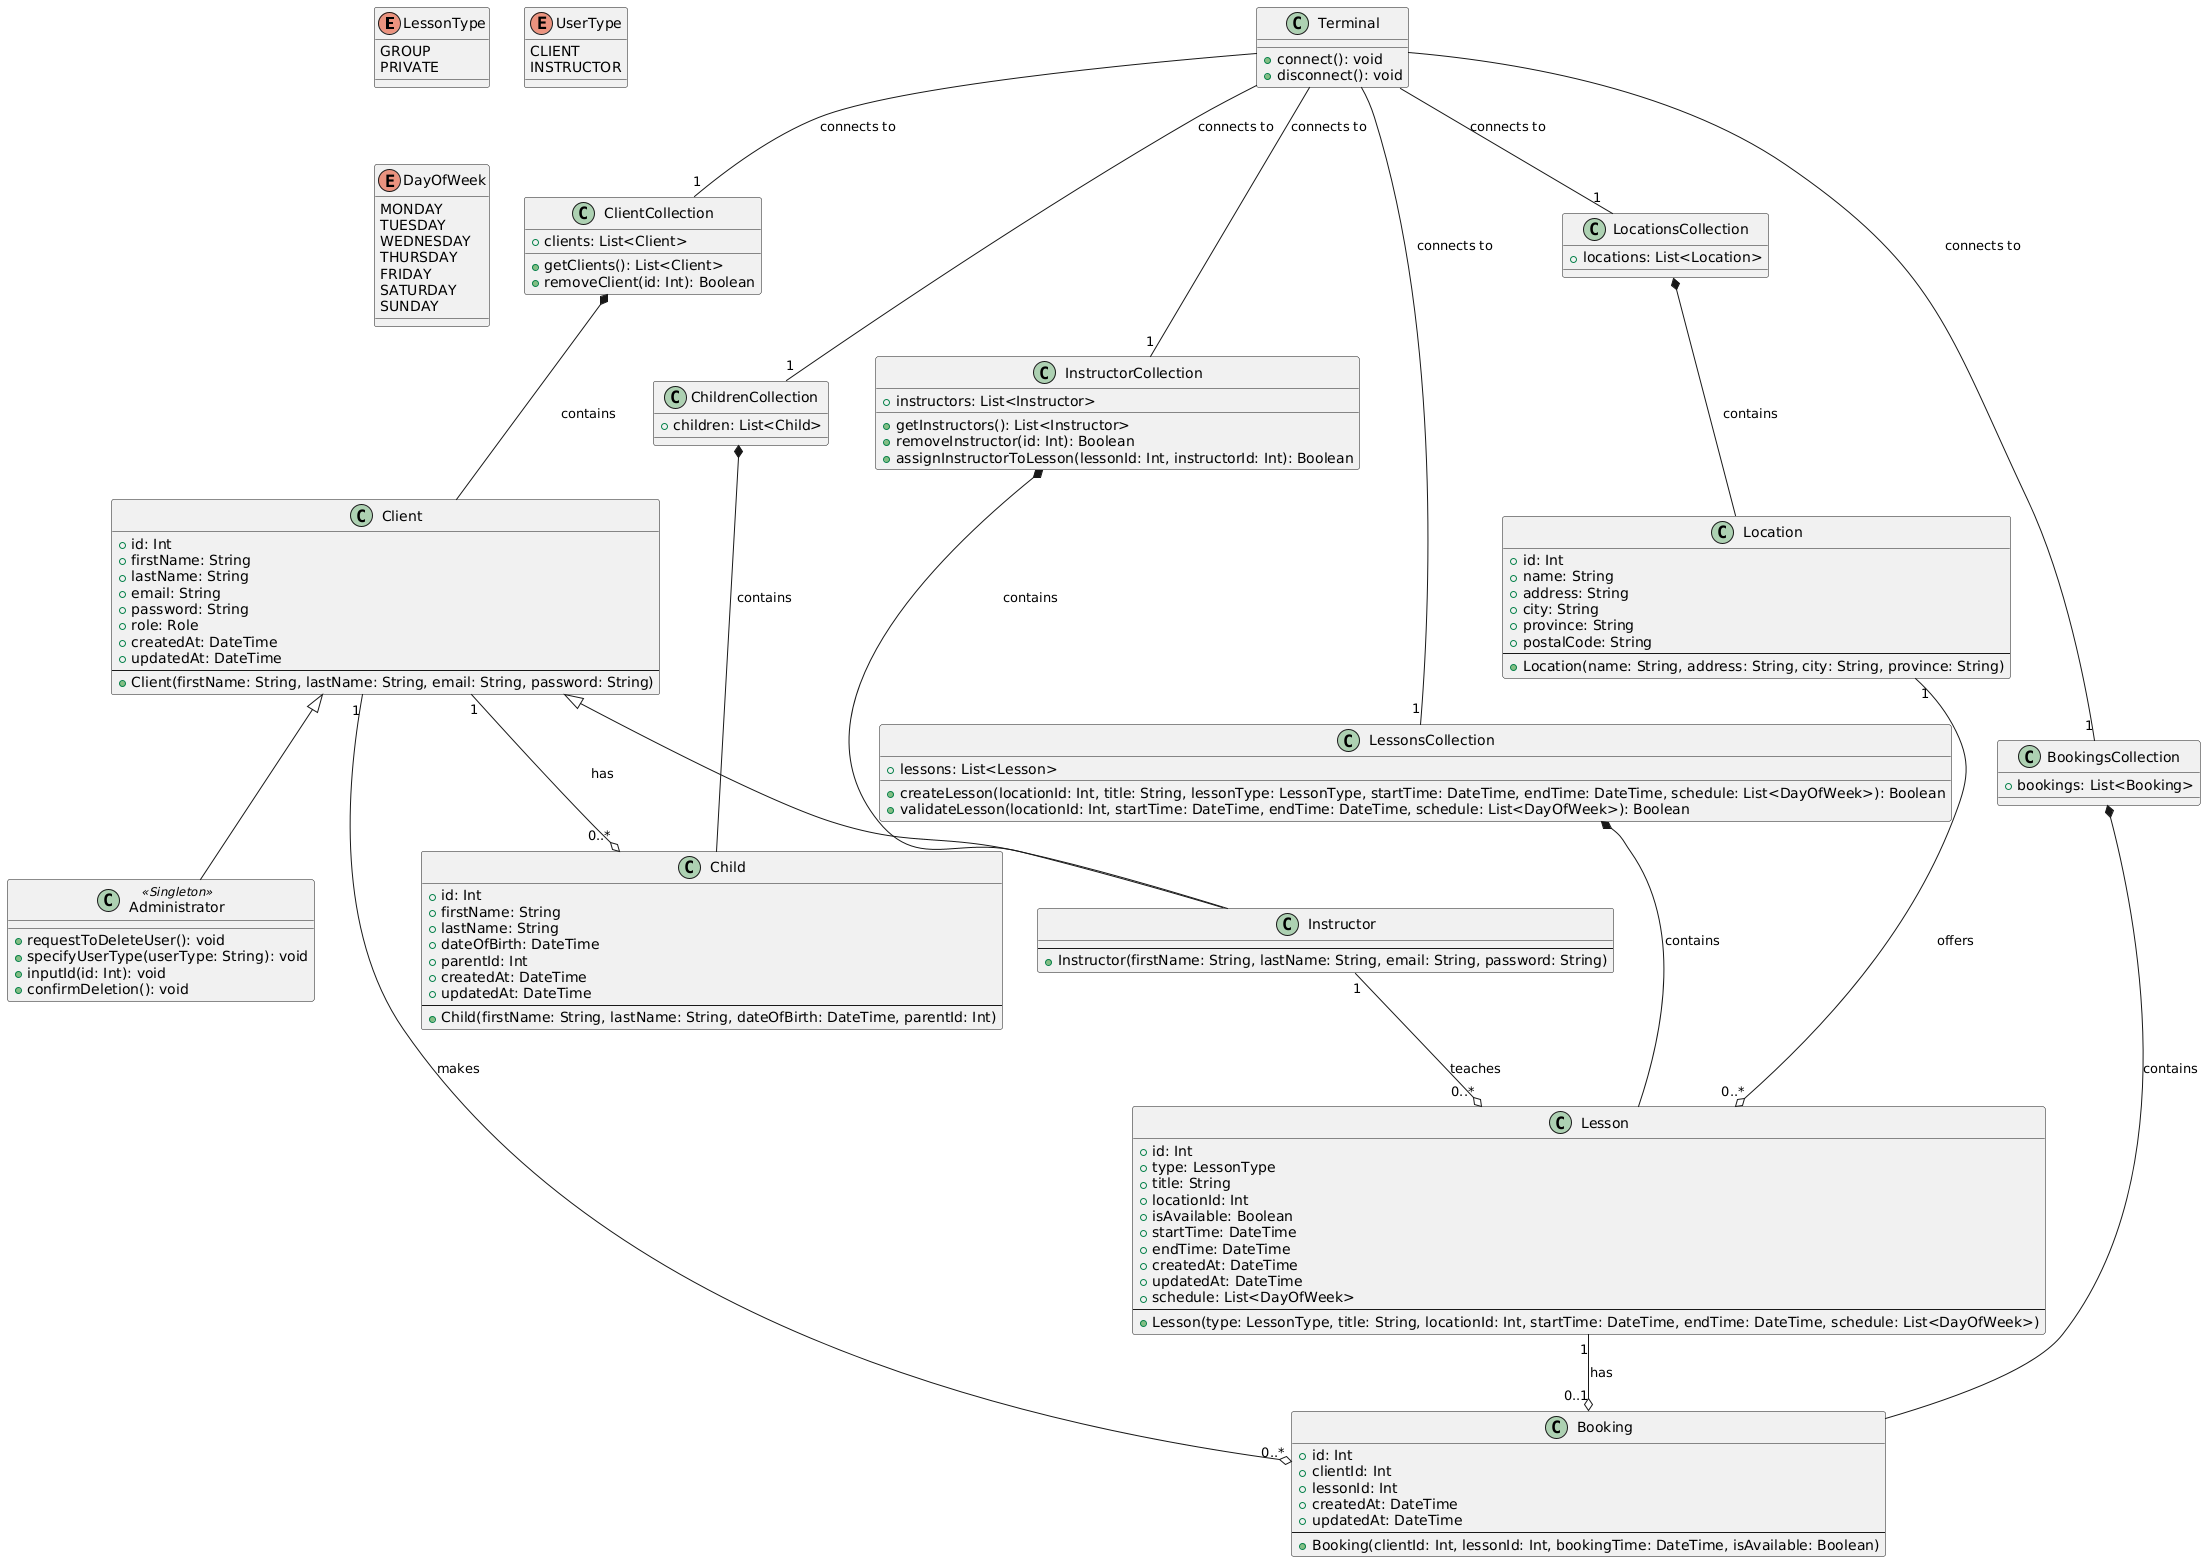 LessonType
GROUP
PRIVATE
UserType
CLIENT
INSTRUCTOR
Terminal
connect(): void
disconnect(): void
connects to
connects to
connects to
connects to
connects to
connects to
1
1
1
1
1
1
DayOfWeek
MONDAY
TUESDAY
WEDNESDAY
THURSDAY
FRIDAY
SATURDAY
SUNDAY
ClientCollection
clients: List<Client>
getClients(): List<Client>
removeClient(id: Int): Boolean
contains
LocationsCollection
locations: List<Location>
contains
ChildrenCollection
children: List<Child>
contains
InstructorCollection
instructors: List<Instructor>
getInstructors(): List<Instructor>
removeInstructor(id: Int): Boolean
assignInstructorToLesson(lessonId: Int, instructorId: Int): Boolean
contains
Client
id: Int
firstName: String
lastName: String
email: String
password: String
role: Role
createdAt: DateTime
updatedAt: DateTime
Client(firstName: String, lastName: String, email: String, password: String)
1
1
has
0..*
makes
0..*
Location
id: Int
name: String
address: String
city: String
province: String
postalCode: String
Location(name: String, address: String, city: String, province: String)
1
offers
0..*
LessonsCollection
lessons: List<Lesson>
createLesson(locationId: Int, title: String, lessonType: LessonType, startTime: DateTime, endTime: DateTime, schedule: List<DayOfWeek>): Boolean
validateLesson(locationId: Int, startTime: DateTime, endTime: DateTime, schedule: List<DayOfWeek>): Boolean
contains
BookingsCollection
bookings: List<Booking>
contains
«Singleton»
Administrator
requestToDeleteUser(): void
specifyUserType(userType: String): void
inputId(id: Int): void
confirmDeletion(): void
Child
id: Int
firstName: String
lastName: String
dateOfBirth: DateTime
parentId: Int
createdAt: DateTime
updatedAt: DateTime
Child(firstName: String, lastName: String, dateOfBirth: DateTime, parentId: Int)
Instructor
Instructor(firstName: String, lastName: String, email: String, password: String)
1
teaches
0..*
Lesson
id: Int
type: LessonType
title: String
locationId: Int
isAvailable: Boolean
startTime: DateTime
endTime: DateTime
createdAt: DateTime
updatedAt: DateTime
schedule: List<DayOfWeek>
Lesson(type: LessonType, title: String, locationId: Int, startTime: DateTime, endTime: DateTime, schedule: List<DayOfWeek>)
1
has
0..1
Booking
id: Int
clientId: Int
lessonId: Int
createdAt: DateTime
updatedAt: DateTime
Booking(clientId: Int, lessonId: Int, bookingTime: DateTime, isAvailable: Boolean)